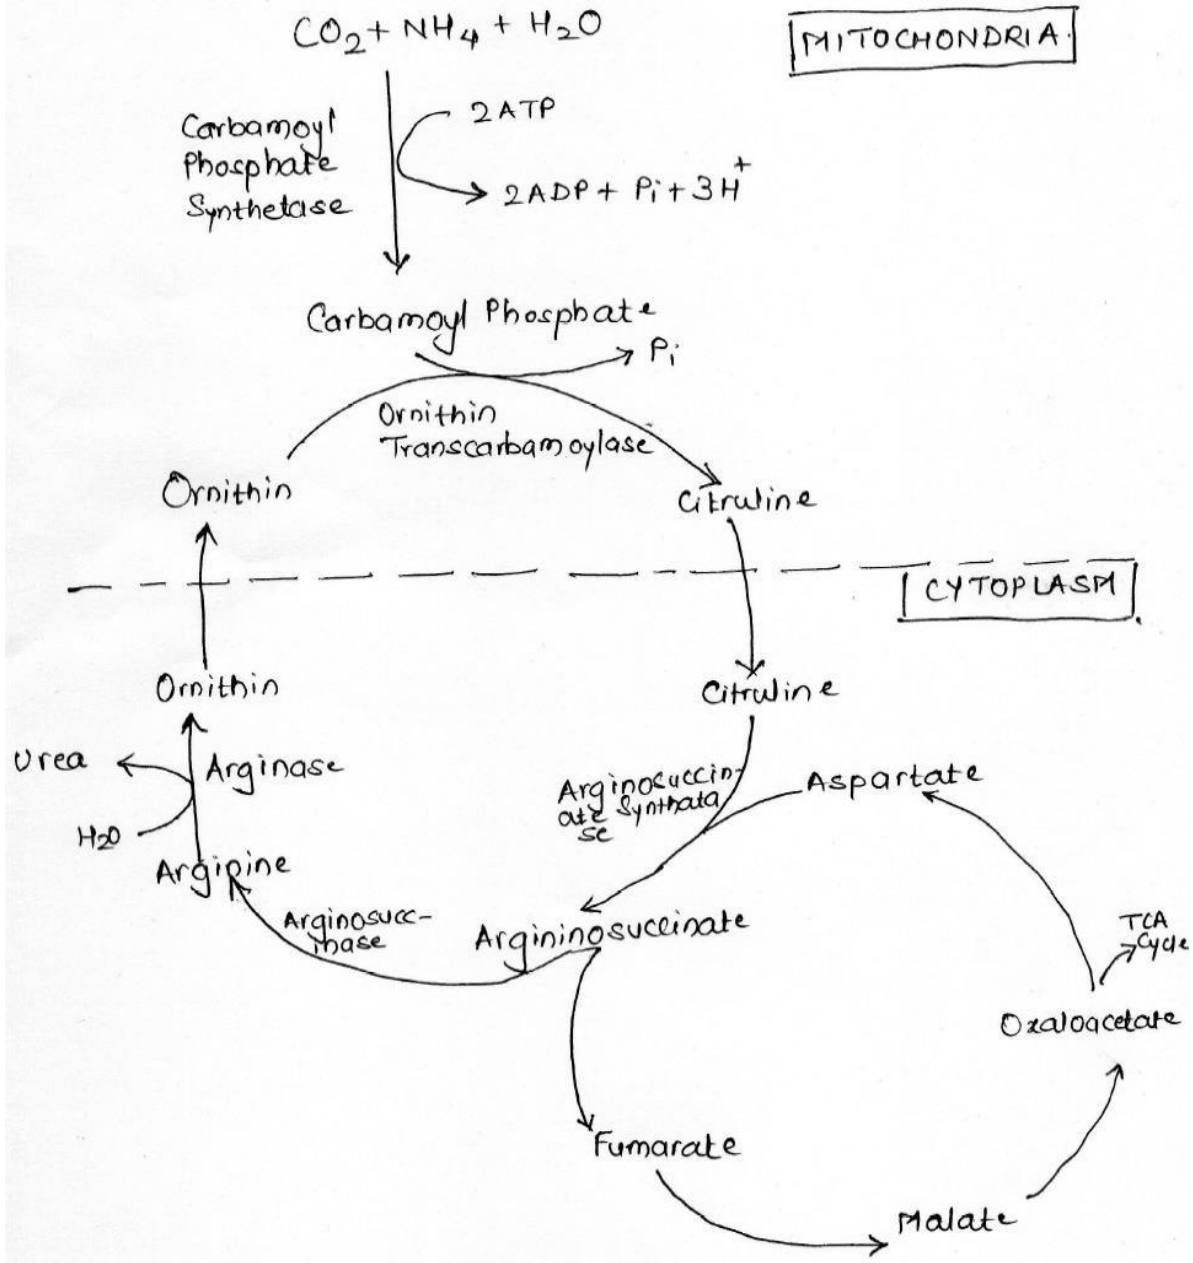 CO2 + NH4 + H2O
MITOCHONDRIA.
Carbamoyl
Phosphate
Synthetase
2ATP
2ADP + Pi + 3H+
Carbamoyl Phosphate
Pi
Ornithin
Transcarbamoylase
Ornithin
Citruline
CYTOPLASM
Ornithin
Citruline
Urea
Arginase
H2O
Arginine
Arginosuccin-
ate Synthata
se
Aspartate
Arginosucc-
inase
Argininosuccinate
TCA
Cycle
Oxaloacetate
Fumarate
Malate